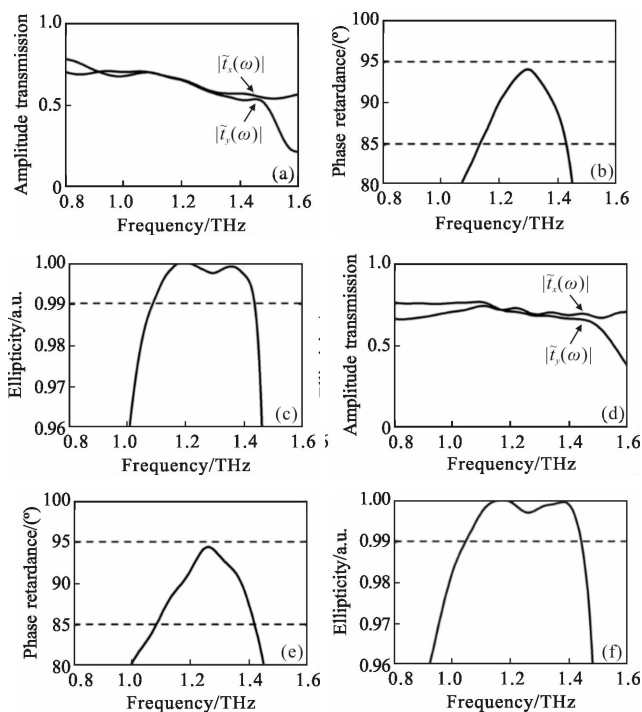 Amplitude transmission
1.0
0.5
0
|t̃x(ω)|
|t̃y(ω)|
(a)
0.8 1.0 1.2 1.4 1.6
Frequency/THz
Phase retardance/(º)
100
95
90
85
80
(b)
0.8 1.0 1.2 1.4 1.6
Frequency/THz
Ellipticity/a.u.
1.00
0.99
0.98
0.97
0.96
(c)
0.8 1.0 1.2 1.4 1.6
Frequency/THz
Amplitude transmission
1.0
0.5
0
|t̃x(ω)|
|t̃y(ω)|
(d)
0.8 1.0 1.2 1.4 1.6
Frequency/THz
Phase retardance/(º)
100
95
90
85
80
(e)
0.8 1.0 1.2 1.4 1.6
Frequency/THz
Ellipticity/a.u.
1.00
0.99
0.98
0.97
0.96
(f)
0.8 1.0 1.2 1.4 1.6
Frequency/THz